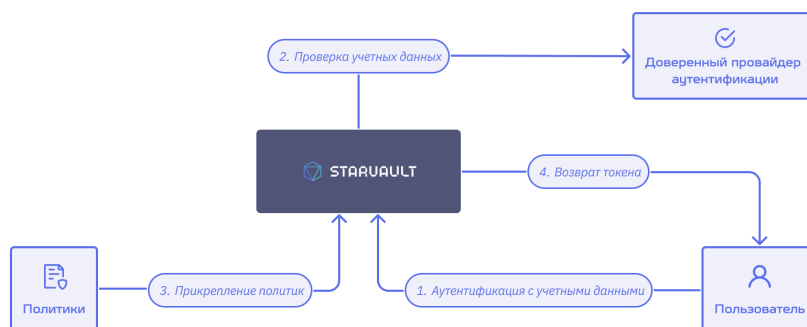 2. Проверка учетных данных
Доверенный провайдер
аутентификации
STARVAULT
4. Возврат токена
Политики
3. Прикрепление политик
1. Аутентификация с учетными данными
Пользователь